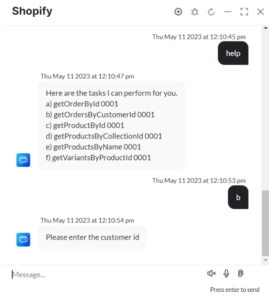 Shopify
Thu May 11 2023 at 12:10:45 pm
help
Thu May 11 2023 at 12:10:47 pm
Here are the tasks I can perform for you.
a) getOrderById 0001
b) getOrdersByCustomerId 0001
c) getProductById 0001
d) getProductsByCollectionId 0001
e) getProductsByName 0001
f) getVariantsByProductId 0001
Thu May 11 2023 at 12:10:53 pm
b
Thu May 11 2023 at 12:10:54 pm
Please enter the customer id
Message...
Press enter to send